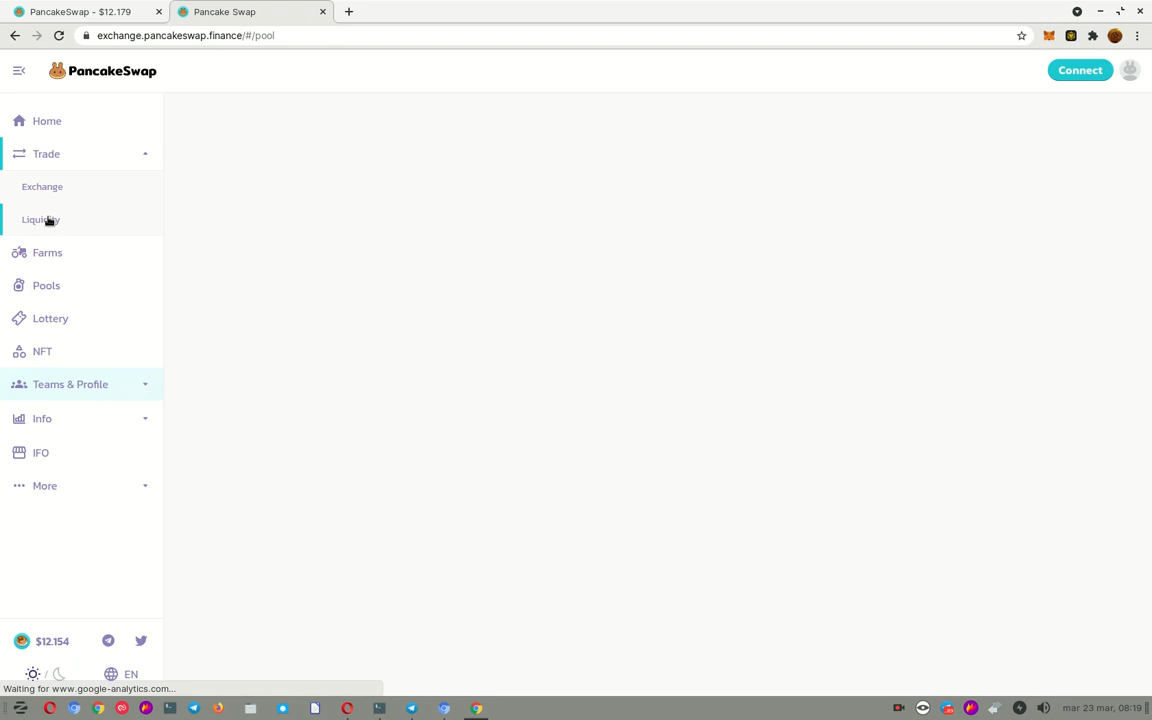 PancakeSwap - $12.179
Pancake Swap
exchange.pancakeswap.finance/#/pool
PancakeSwap
Connect
Home
Trade
Exchange
Liquidity
Farms
Pools
Lottery
NFT
Teams & Profile
Info
IFO
More
$12.154
/
EN
Waiting for www.google-analytics.com...
mar 23 mar, 08:19